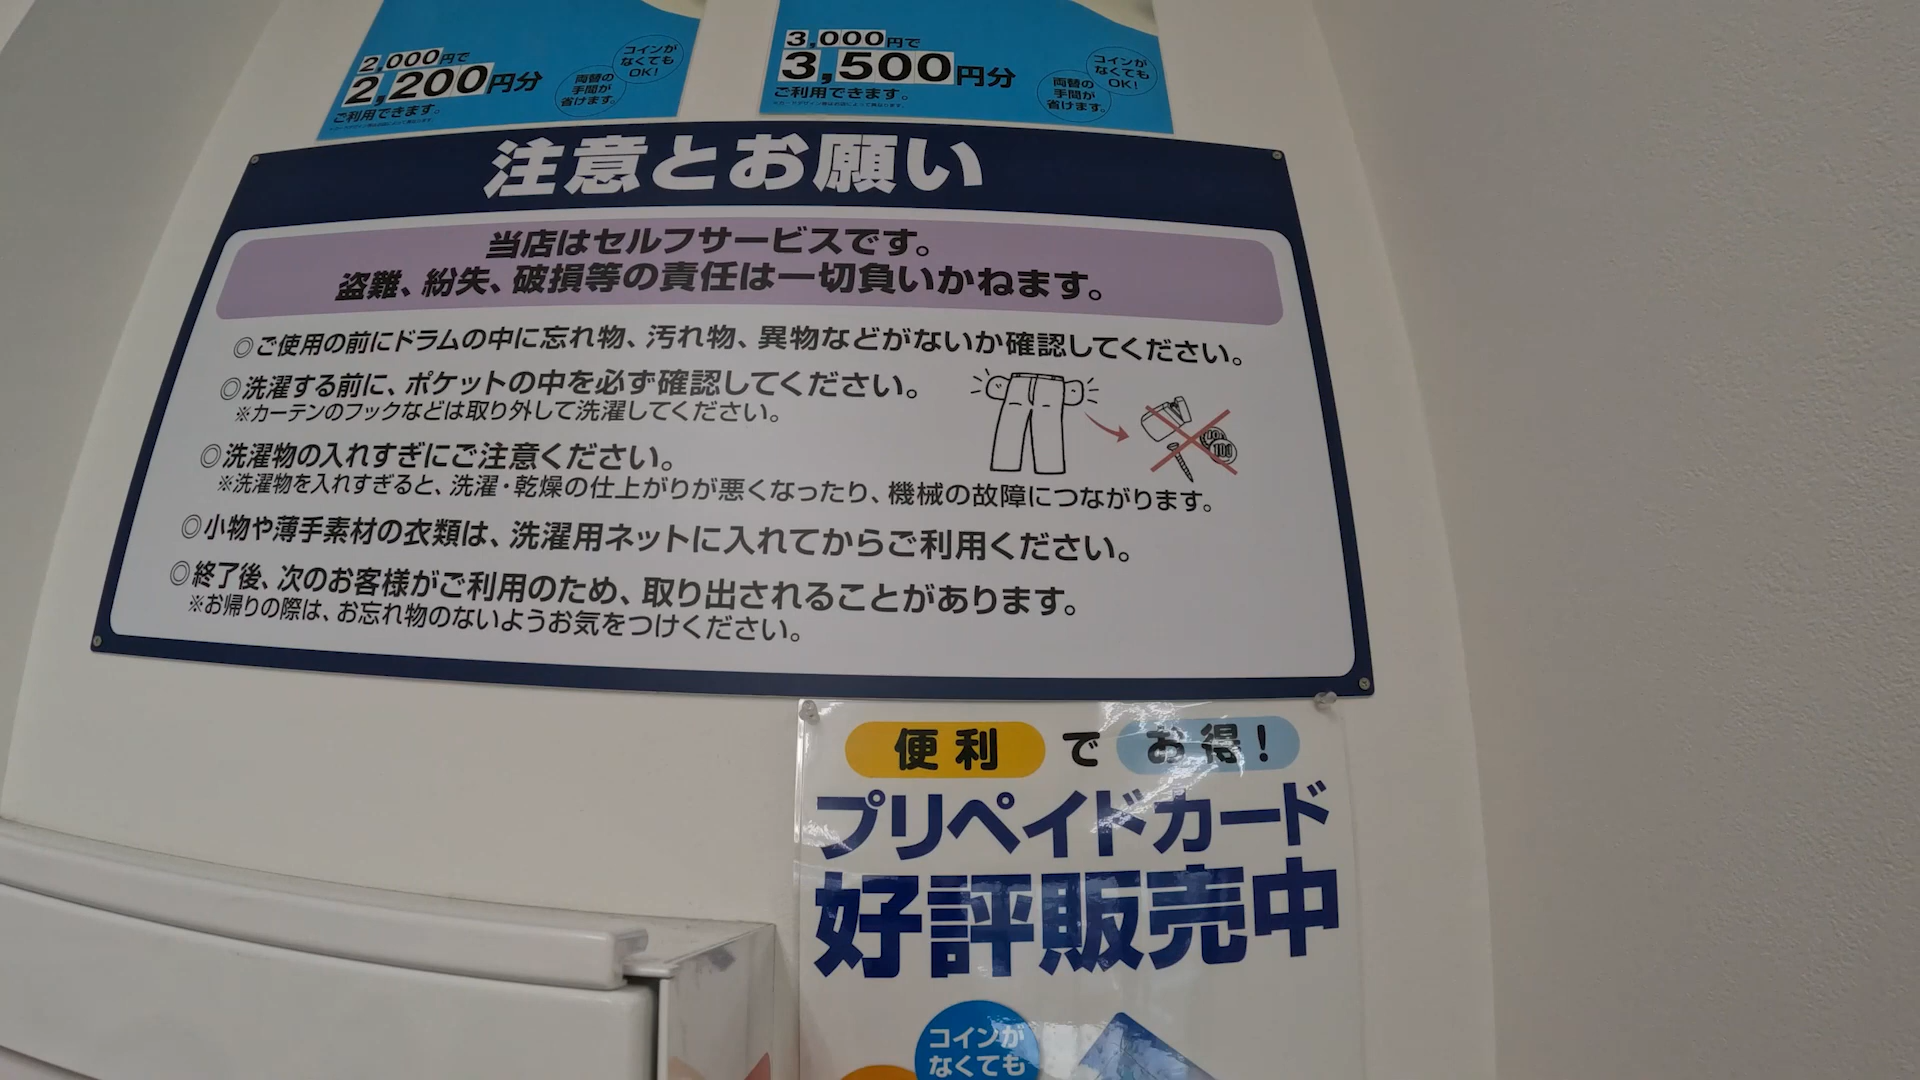 2,000円で
2,200円分
ご利用できます。
両替の
手間が
省けます。
コインが
なくても
OK!
3,000円で
3,500円分
ご利用できます。
両替の
手間が
省けます。
コインが
なくても
OK!
注意とお願い
当店はセルフサービスです。
盗難、紛失、破損等の責任は一切負いかねます。
◎ご使用の前にドラムの中に忘れ物、汚れ物、異物などがないか確認してください。
◎洗濯する前に、ポケットの中を必ず確認してください。
※カーテンのフックなどは取り外して洗濯してください。
100
◎洗濯物の入れすぎにご注意ください。
※洗濯物を入れすぎると、洗濯・乾燥の仕上がりが悪くなったり、機械の故障につながります。
◎小物や薄手素材の衣類は、洗濯用ネットに入れてからご利用ください。
◎終了後、次のお客様がご利用のため、取り出されることがあります。
※お帰りの際は、お忘れ物のないようお気をつけください。
便利でお得!
プリペイドカード
好評販売中
コインが
なくても